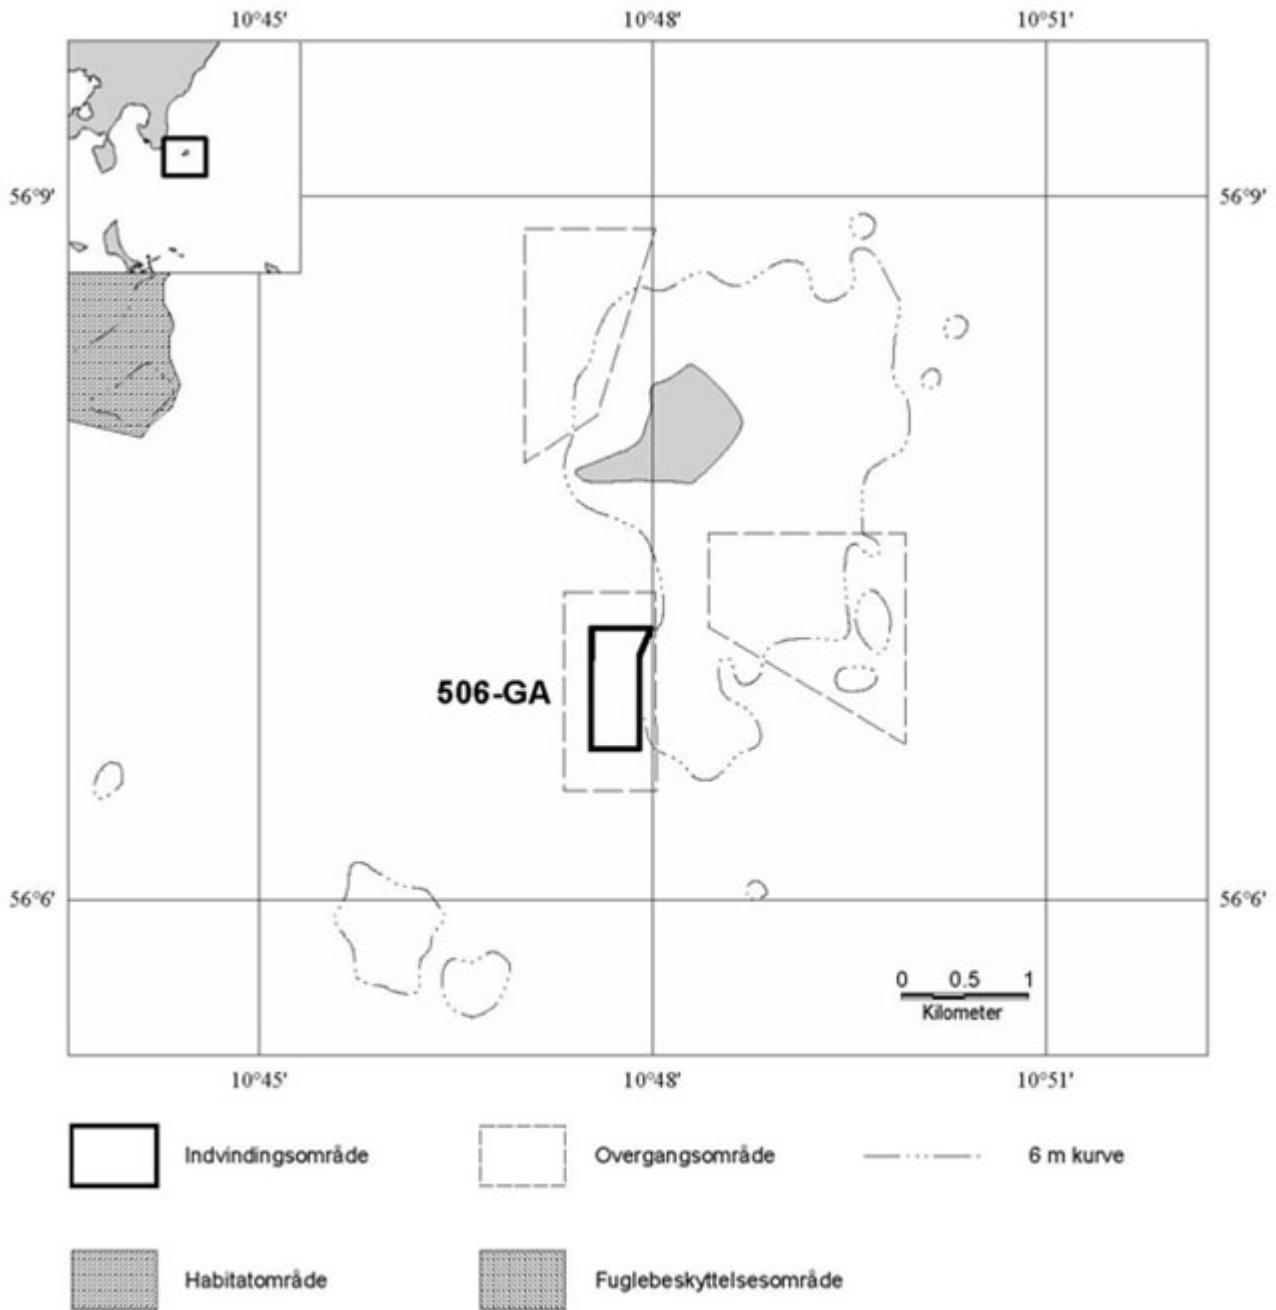 10°45' 10°48' 10°51'
56°9' 56°9'
506-GA
56°6' 56°6'
0 0.5 1
Kilometer
10°45' 10°48' 10°51'
Indvindingsområde Overgangsområde 6 m kurve
Habitatområde Fuglebeskyttelsesområde